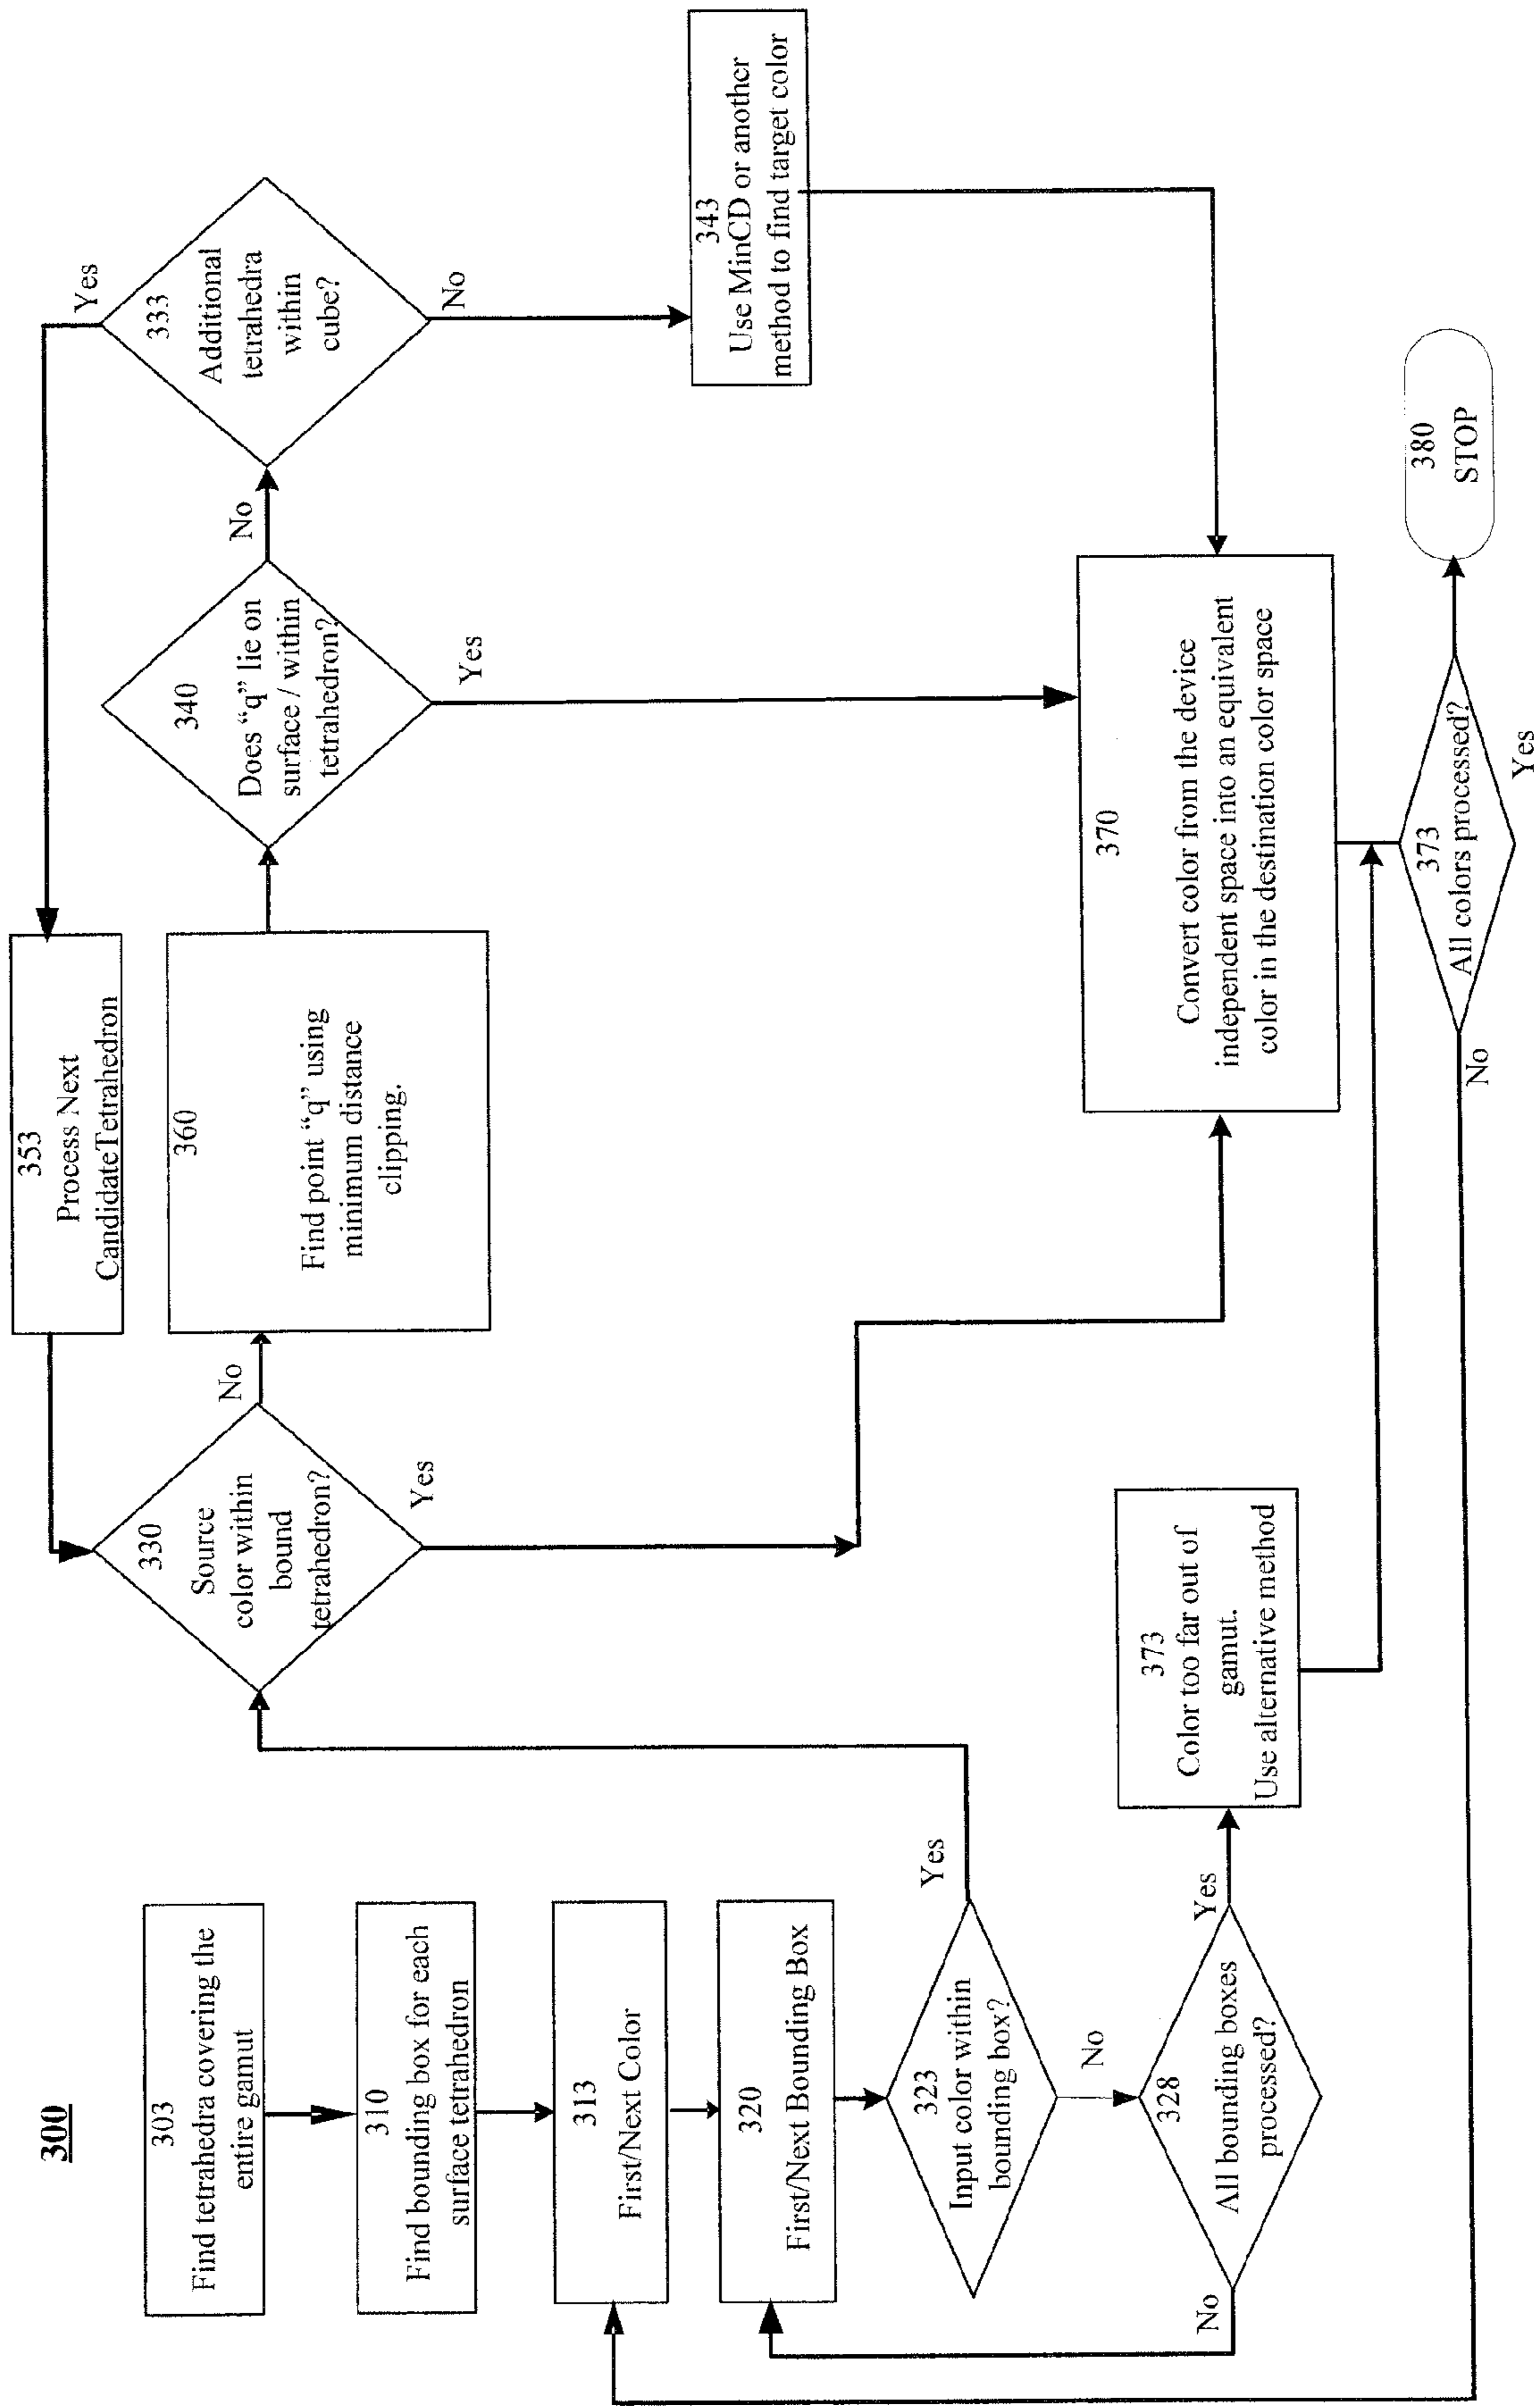 300
303
Find tetrahedra covering the
entire gamut
310
Find bounding box for each
surface tetrahedron
313
First/Next Color
320
First/Next Bounding Box
323
Input color within
bounding box?
Yes
No
328
All bounding boxes
processed?
No
Yes
373
Color too far out of
gamut.
Use alternative method
330
Source
color within
bound
tetrahedron?
No
Yes
353
Process Next
CandidateTetrahedron
360
Find point “q” using
minimum distance
clipping.
340
Does “q” lie on
surface / within
tetrahedron?
No
Yes
333
Additional
tetrahedra
within
cube?
Yes
No
343
Use MinCD or another
method to find target color
370
Convert color from the device
independent space into an equivalent
color in the destination color space
373
All colors processed?
No
Yes
380
STOP